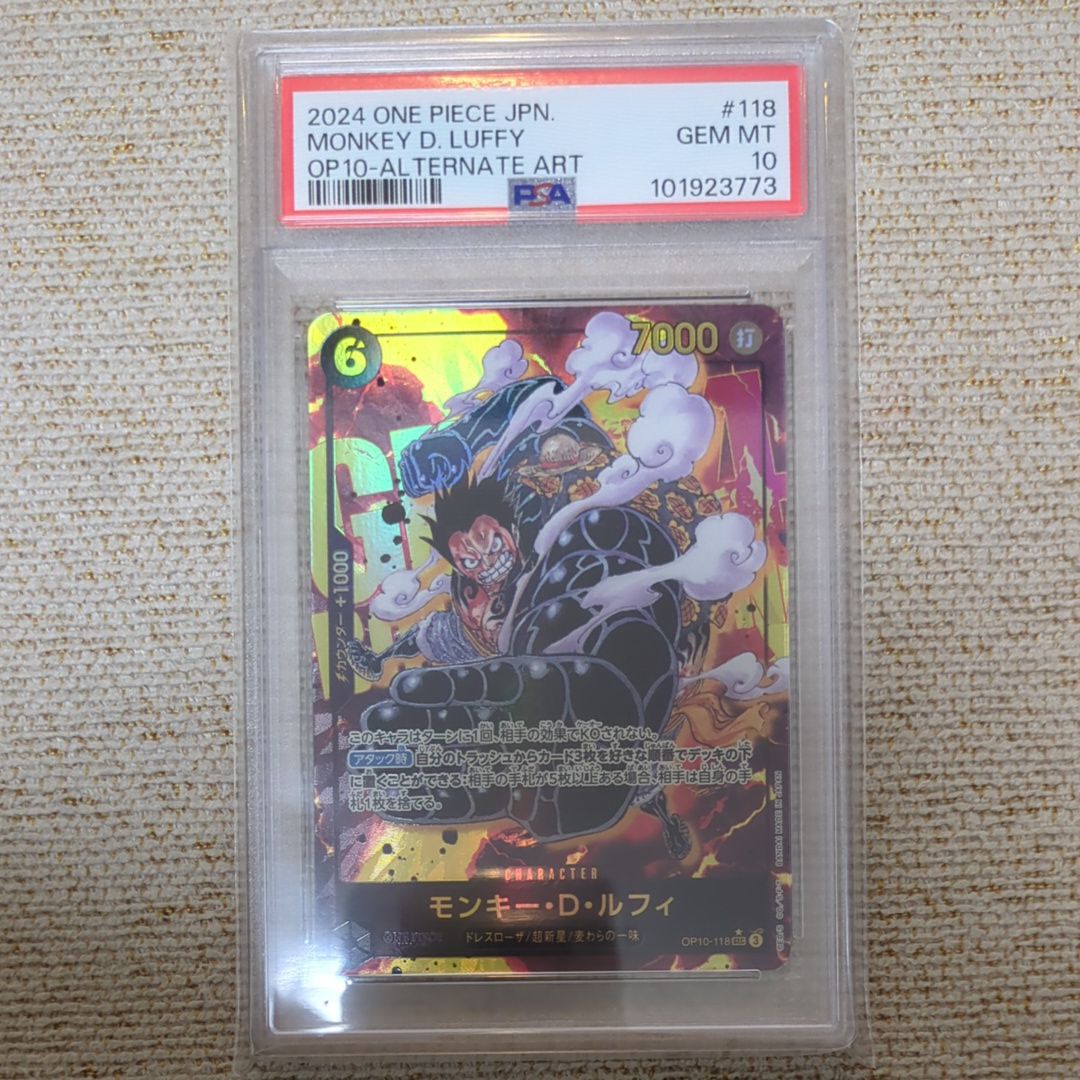 2024 ONE PIECE JPN.
#118
MONKEY D. LUFFY
GEM MT
OP10-ALTERNATE ART
10
PSA
101923773
6
7000
打
カウンター +1000
このキャラはターンに1回、相手の効果でKOされない。
アタック時 自分のトラッシュからカード3枚を好きな順番でデッキの下
に置くことができる:相手の手札が5枚以上ある場合、相手は自身の手
札1枚を捨てる。
CHARACTER
モンキー・D・ルフィ
ドレスローザ/超新星/麦わらの一味
OP10-118 SEC 3
BANDAI MADE IN JAPAN